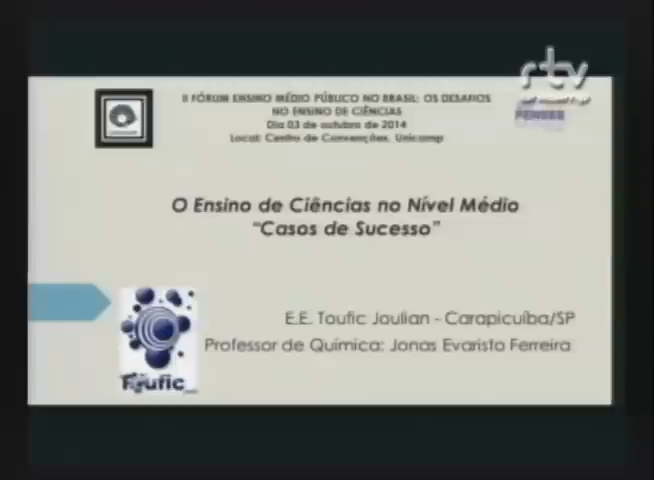 rtv
II FÓRUM ENSINO MÉDIO PÚBLICO NO BRASIL: OS DESAFIOS
NO ENSINO DE CIÊNCIAS
Dia 03 de outubro de 2014
Local: Centro de Convenções, Unicamp
O Ensino de Ciências no Nível Médio
“Casos de Sucesso”
E.E. Toufic Joulian - Carapicuíba/SP
Professor de Química: Jonas Evaristo Ferreira
Toufic